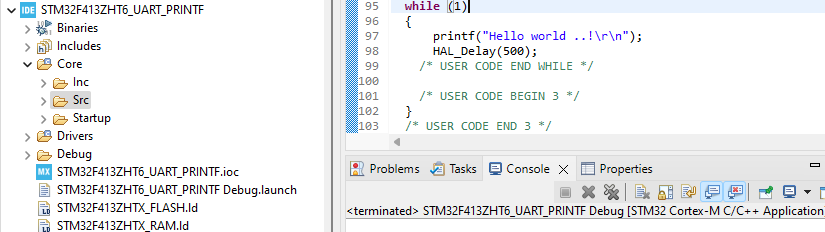 STM32F413ZHT6_UART_PRINTF
Binaries
Includes
Core
Inc
Src
Startup
Drivers
Debug
STM32F413ZHT6_UART_PRINTF.ioc
STM32F413ZHT6_UART_PRINTF Debug.launch
STM32F413ZHTX_FLASH.ld
STM32F413ZHTX_RAM.ld
95 while (1)
96 {
97 printf("Hello world ..!\r\n");
98 HAL_Delay(500);
99 /* USER CODE END WHILE */
100
101 /* USER CODE BEGIN 3 */
102 }
103 /* USER CODE END 3 */
Problems Tasks Console Properties
<terminated> STM32F413ZHT6_UART_PRINTF Debug [STM32 Cortex-M C/C++ Application